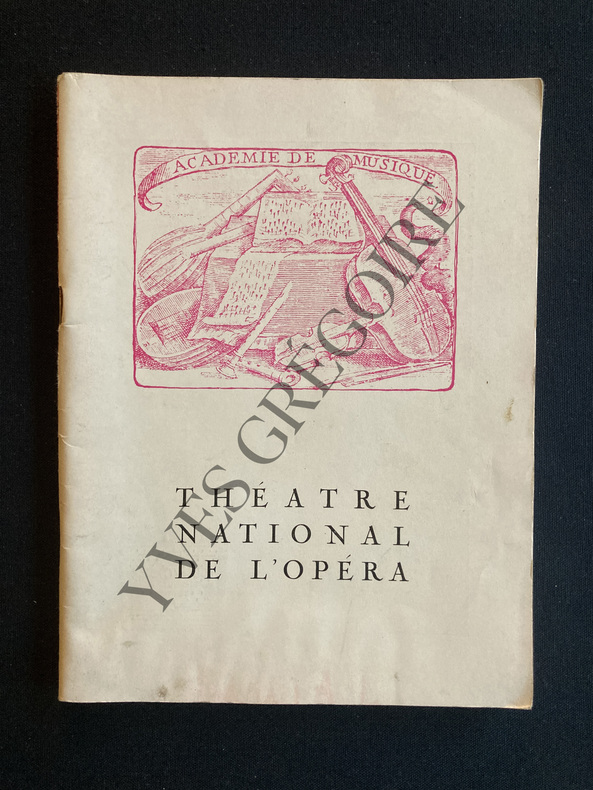 ACADEMIE DE MUSIQUE
YVES GRÉGOIRE
THÉATRE
NATIONAL
DE L'OPÉRA